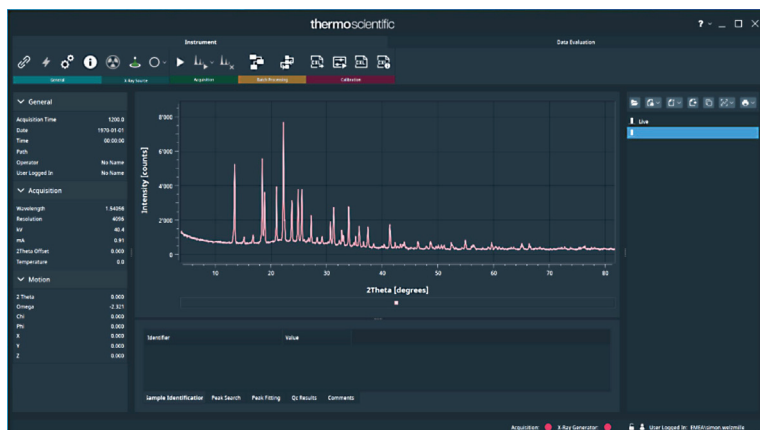 thermoscientific
?
Instrument
Data Evaluation
General
X-Ray Source
Acquisition
Batch Processing
Calibration
General
Acquisition Time 1200.0
Date 1970-01-01
Time 00:00:00
Path
Operator No Name
User Logged In No Name
Acquisition
Wavelength 1.54056
Resolution 4096
kV 40.4
mA 0.91
2Theta Offset 0.000
Temperature 0.0
Motion
2 Theta 0.000
Omega -2.321
Chi 0.000
Phi 0.000
X 0.000
Y 0.000
Z 0.000
Intensity [counts]
8'000
6'000
4'000
2'000
0
10 20 30 40 50 60 70 80
2Theta [degrees]
Identifier Value
Sample Identification Peak Search Peak Fitting Qc Results Comments
Live
Acquisition: X-Ray Generator: User Logged In: